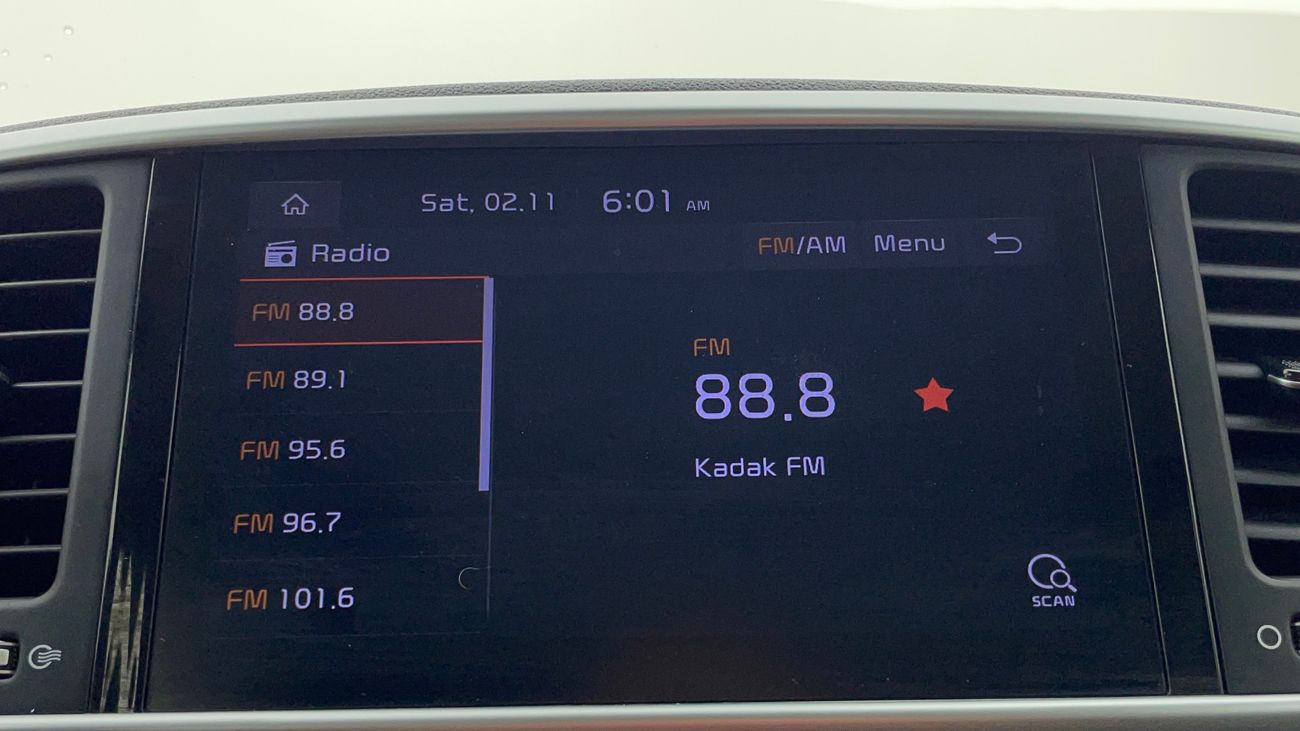 Sat, 02.11 6:01 AM
Radio
FM/AM Menu
FM 88.8
FM 89.1
FM 95.6
FM 96.7
FM 101.6
FM
88.8
Kadak FM
SCAN